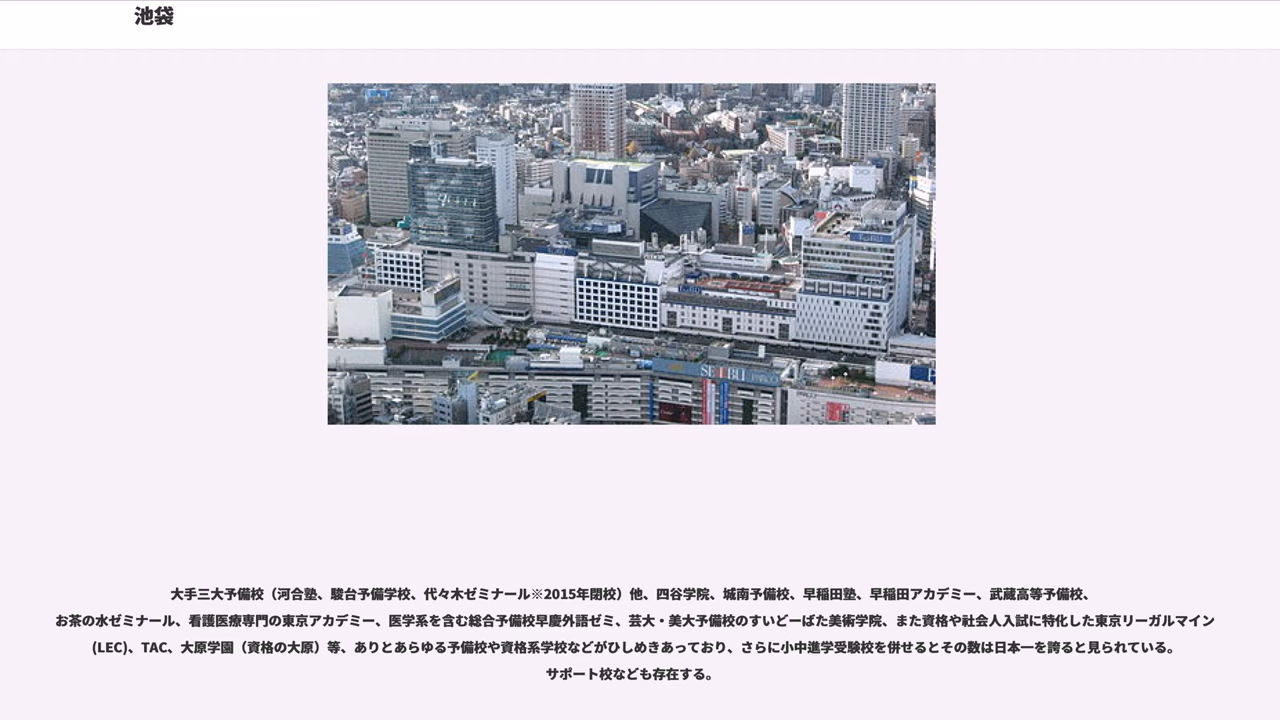 池袋
SEIBU
PARCO
大手三大予備校（河合塾、駿台予備学校、代々木ゼミナール※2015年閉校）他、四谷学院、城南予備校、早稲田塾、早稲田アカデミー、武蔵高等予備校、
お茶の水ゼミナール、看護医療専門の東京アカデミー、医学系を含む総合予備校早慶外語ゼミ、芸大・美大予備校のすいどーばた美術学院、また資格や社会人入試に特化した東京リーガルマイン
(LEC)、TAC、大原学園（資格の大原）等、ありとあらゆる予備校や資格系学校などがひしめきあっており、さらに小中進学受験校を併せるとその数は日本一を誇ると見られている。
サポート校なども存在する。